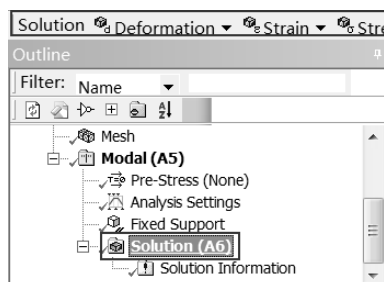 Solution Deformation Strain Stre
Outline
Filter: Name
Mesh
Modal (A5)
Pre-Stress (None)
Analysis Settings
Fixed Support
Solution (A6)
Solution Information